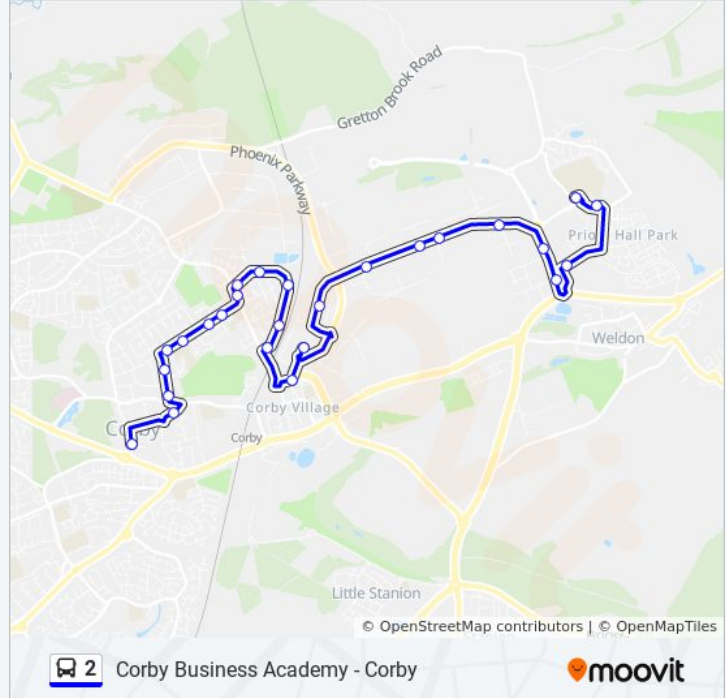 Gretton Brook Road
Phoenix Parkway
Priors Hall Park
Weldon
Corby Village
Corby
Corby
Little Stanion
© OpenStreetMap contributors | © OpenMapTiles
2 Corby Business Academy - Corby
moovit